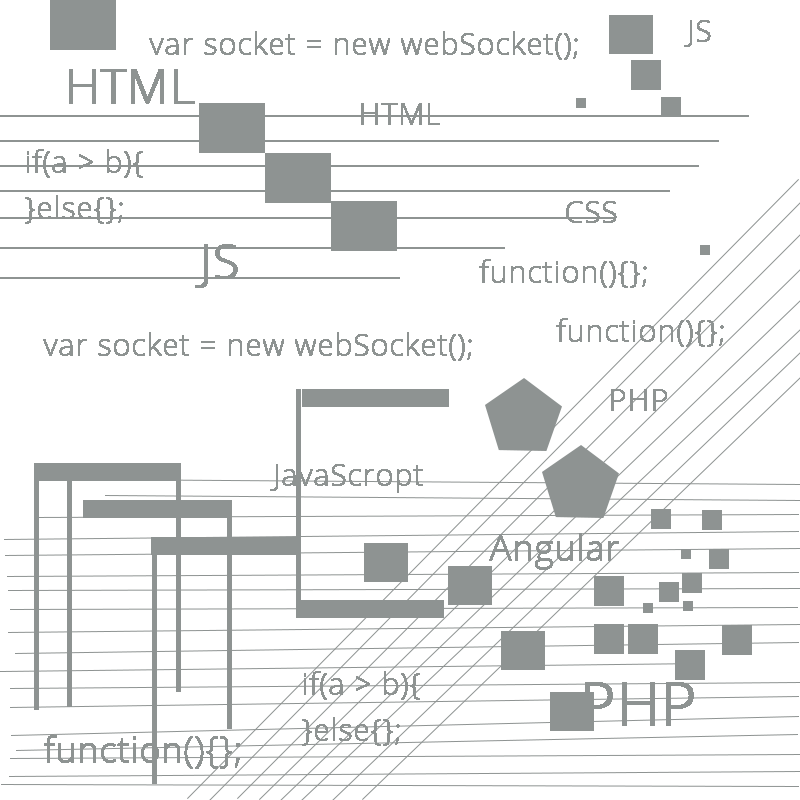 var socket = new webSocket();
JS
HTML
HTML
if(a > b){
}else{};
CSS
JS
function(){};
function(){};
var socket = new webSocket();
PHP
JavaScropt
Angular
if(a > b){
}else{};
PHP
function(){};